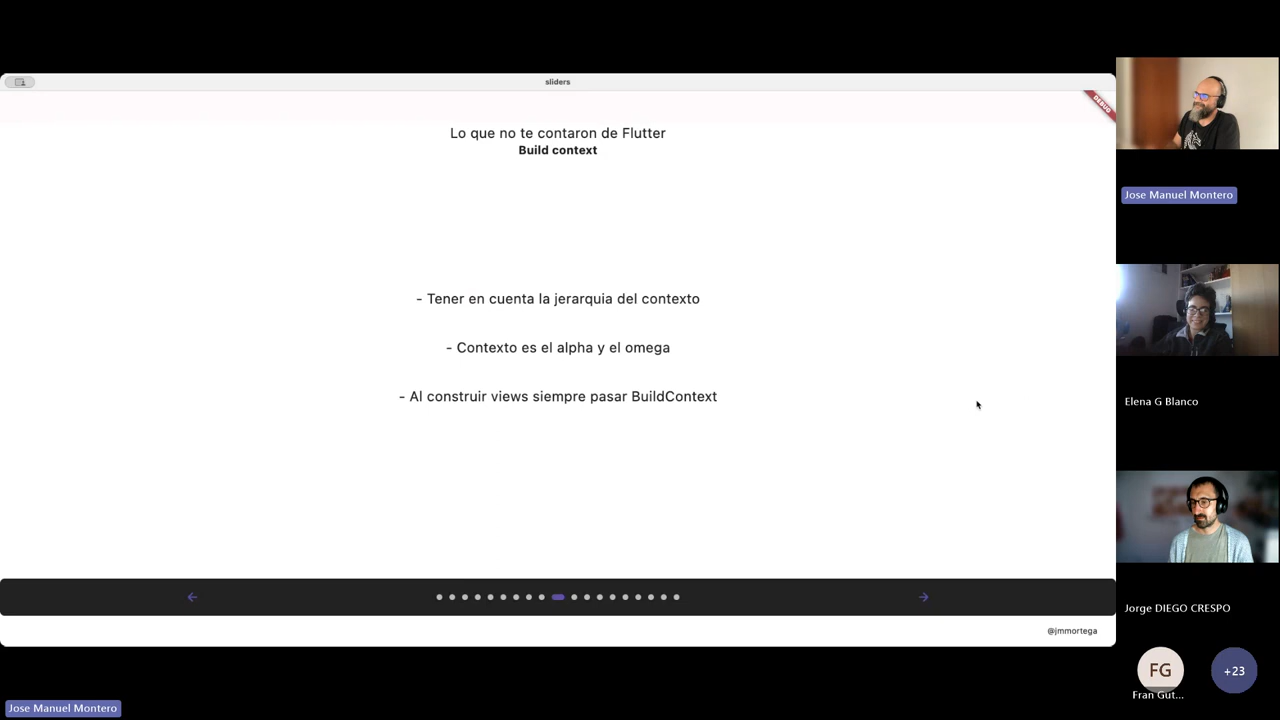 sliders
DEBUG
Lo que no te contaron de Flutter
Build context
- Tener en cuenta la jerarquia del contexto
- Contexto es el alpha y el omega
- Al construir views siempre pasar BuildContext
@jmmortega
Jose Manuel Montero
Jose Manuel Montero
Elena G Blanco
Jorge DIEGO CRESPO
FG
Fran Gut...
+23